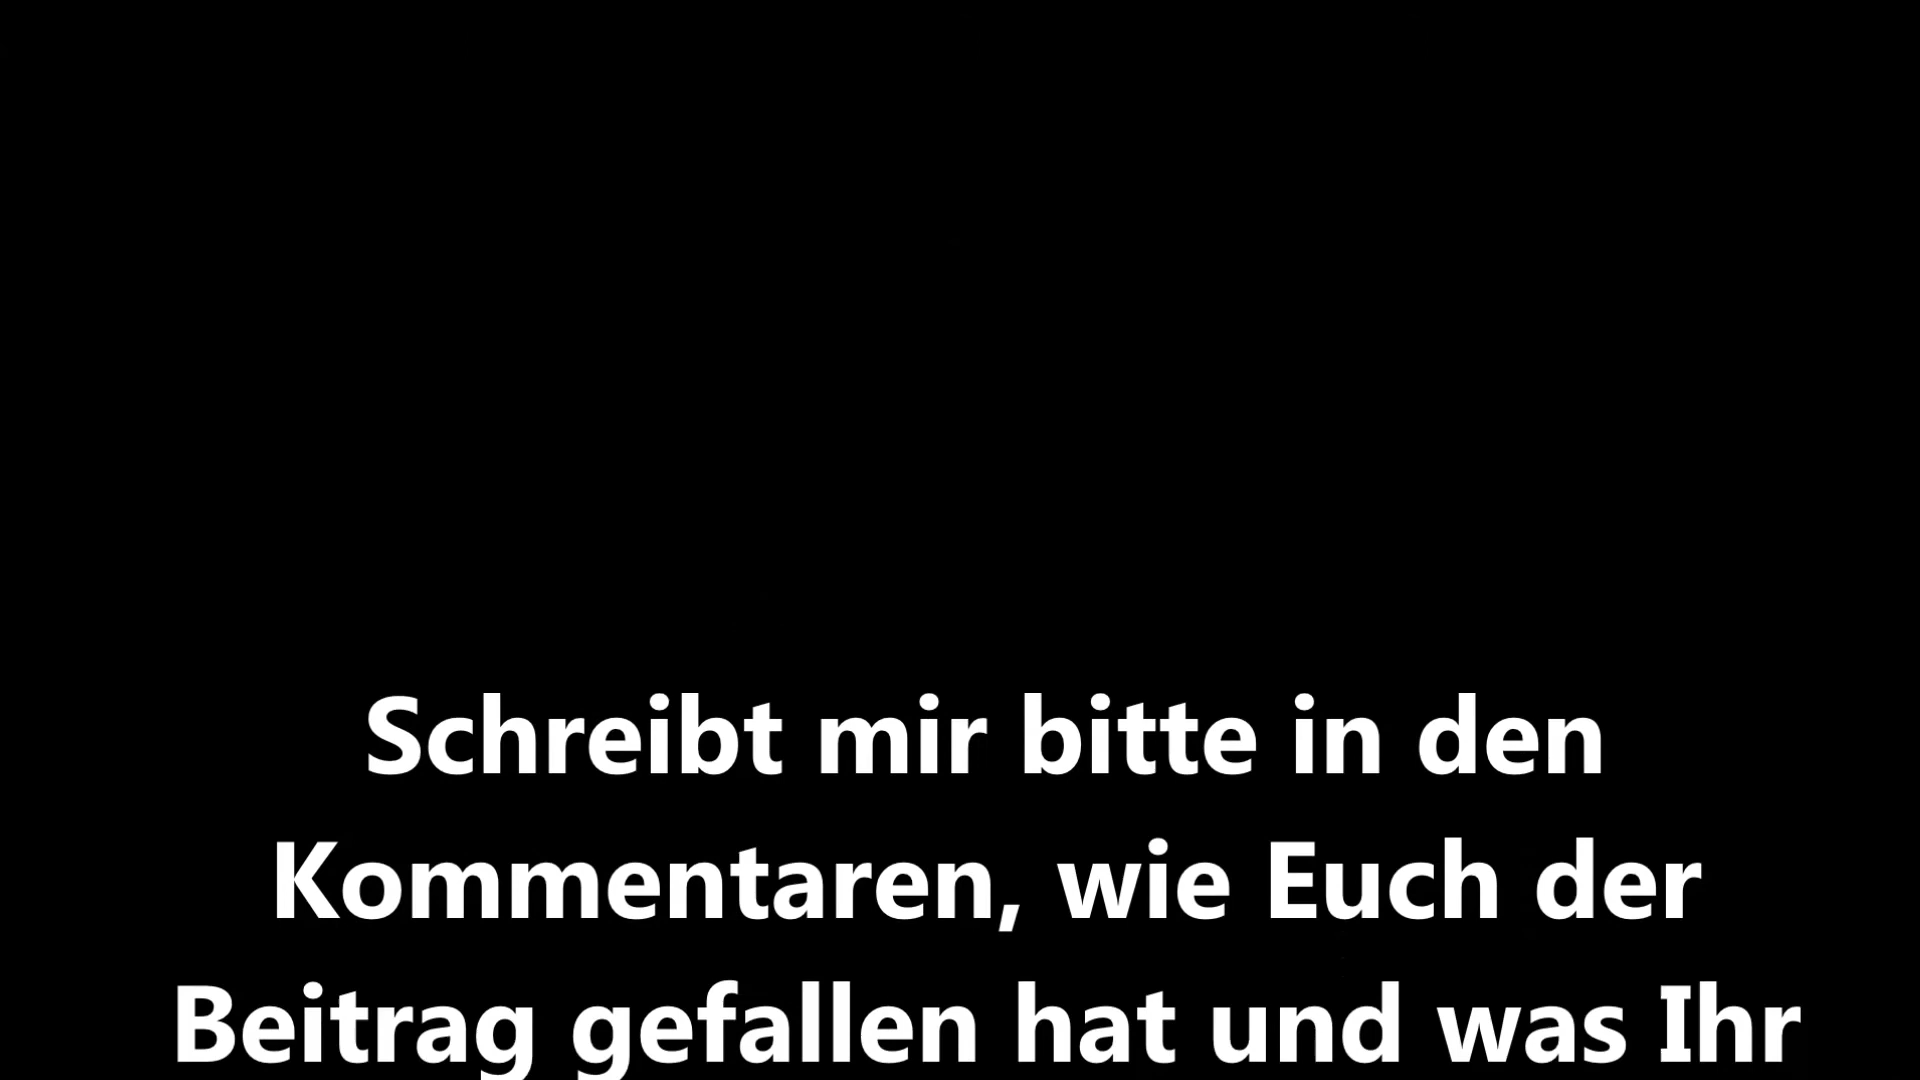 Schreibt mir bitte in den
Kommentaren, wie Euch der
Beitrag gefallen hat und was Ihr